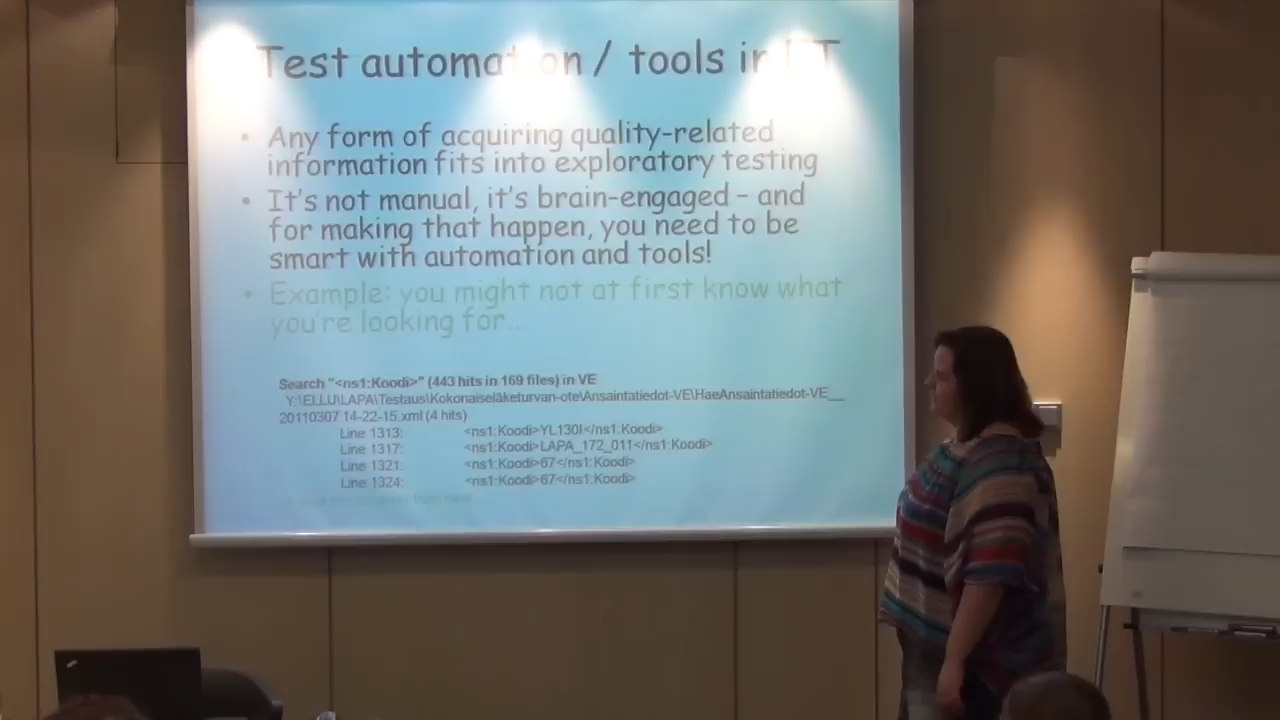 Test automation / tools in ET
• Any form of acquiring quality-related
information fits into exploratory testing
• It's not manual, it's brain-engaged – and
for making that happen, you need to be
smart with automation and tools!
• Example: you might not at first know what
you're looking for...
Search "<ns1:Koodi>" (443 hits in 169 files) in VE
Y:\ELLU\LAPA\Testaus\Kokonaiseläketurvan-ote\Ansaintatiedot-VE\HaeAnsaintatiedot-VE__
20110307 14-22-15.xml (4 hits)
Line 1313: <ns1:Koodi>YL130I</ns1:Koodi>
Line 1317: <ns1:Koodi>LAPA_172_011</ns1:Koodi>
Line 1321: <ns1:Koodi>67</ns1:Koodi>
Line 1324: <ns1:Koodi>67</ns1:Koodi>